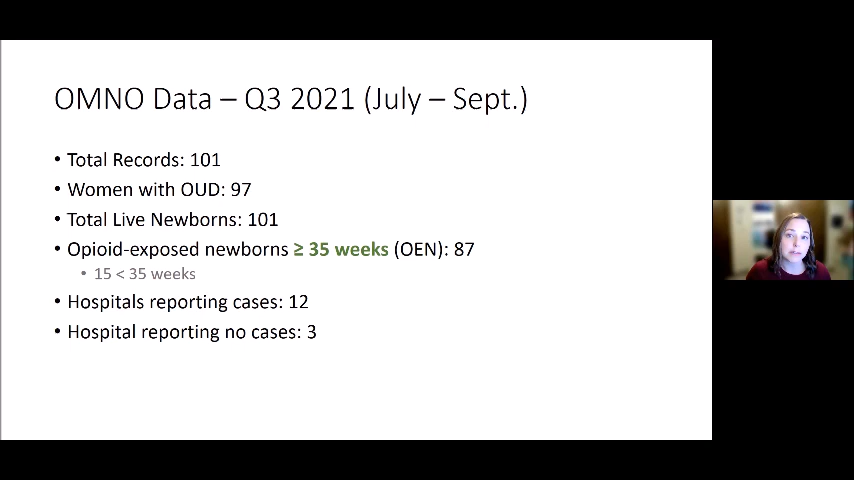 OMNO Data – Q3 2021 (July – Sept.)
• Total Records: 101
• Women with OUD: 97
• Total Live Newborns: 101
• Opioid-exposed newborns ≥ 35 weeks (OEN): 87
• 15 < 35 weeks
• Hospitals reporting cases: 12
• Hospital reporting no cases: 3